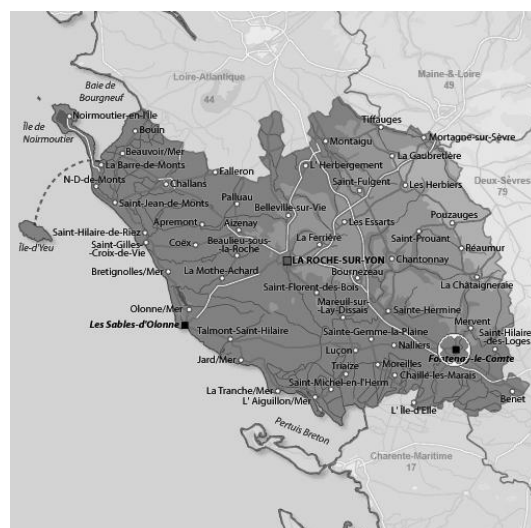 Baie de
Bourgneuf
Loire-Atlantique
44
Maine & Loire
49
Noirmoutier-en-l'Île
Île de
Noirmoutier
Bouin
Tiffauges
Mortagne-sur-Sèvre
Montaigu
Beauvoir/Mer
La Gaubretière
La Barre-de-Monts
L' Herbergement
Falleron
N-D-de-Monts
Challans
Saint-Fulgent
Les Herbiers
Deux-Sèvres
79
Saint-Jean-de-Monts
Palluau
Belleville-sur-Vie
Île-d'Yeu
Apremont
Aizenay
Les Essarts
Pouzauges
Saint-Hilaire-de-Riez
Saint-Gilles
-Croix-de-Vie
Coëx
Beaulieu-sous-
la-Roche
La Ferrière
Saint-Prouant
Réaumur
LA ROCHE-SUR-YON
Chantonnay
Bretignolles/Mer
La Mothe-Achard
Bournezeau
La Châtaigneraie
Saint-Florent-des-Bois
Olonne/Mer
Mareuil-sur
-Lay-Dissais
Sainte-Hermine
Les Sables-d'Olonne
Talmont-Saint-Hilaire
Sainte-Gemme-la-Plaine
Mervent
Saint-Hilaire
-des-Loges
Nalliers
Luçon
Fontenay-le-Comte
Jard/Mer
Triaize
Moreilles
Chaillé-les-Marais
La Tranche/Mer
Saint-Michel-en-l'Herm
Benet
L' Aiguillon/Mer
L' Île-d'Elle
Pertuis Breton
Charente-Maritime
17